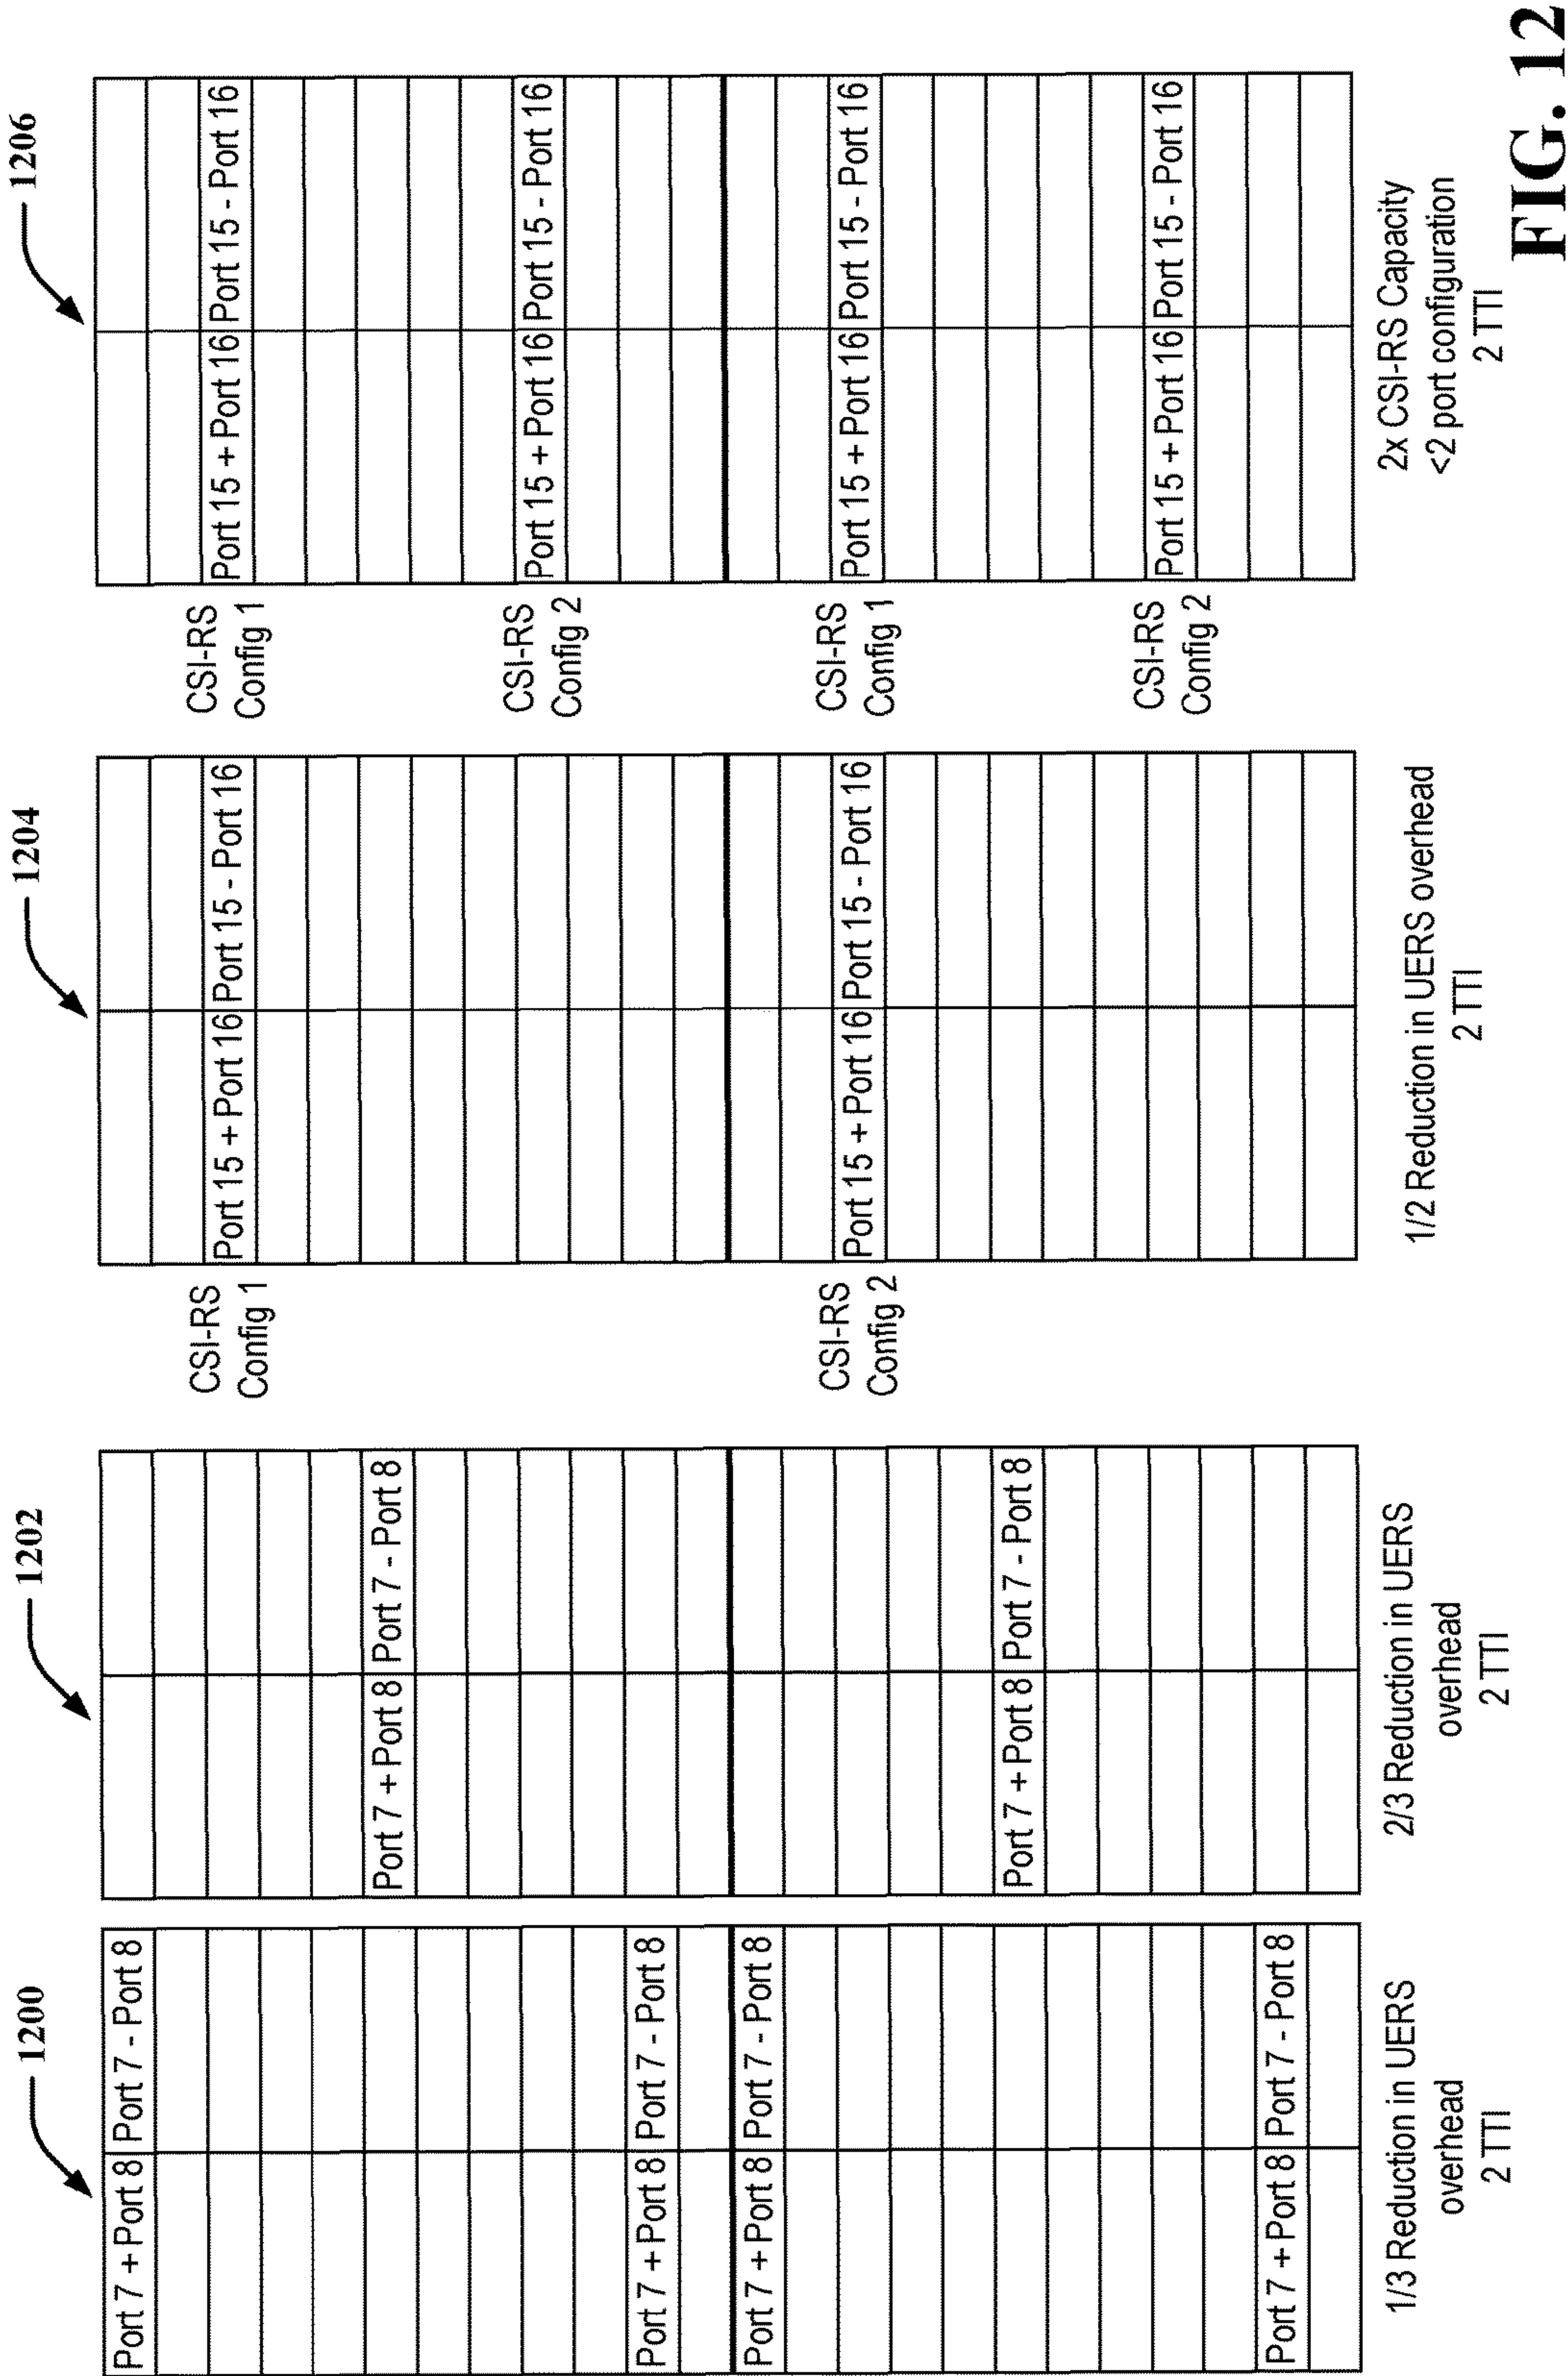 1200
Port 7 + Port 8 Port 7 - Port 8
Port 7 + Port 8 Port 7 - Port 8
Port 7 + Port 8 Port 7 - Port 8
Port 7 + Port 8 Port 7 - Port 8
1/3 Reduction in UERS
overhead
2 TTI
1202
Port 7 + Port 8 Port 7 - Port 8
Port 7 + Port 8 Port 7 - Port 8
2/3 Reduction in UERS
overhead
2 TTI
1204
CSI-RS
Config 1
Port 15 + Port 16 Port 15 - Port 16
CSI-RS
Config 2
Port 15 + Port 16 Port 15 - Port 16
1/2 Reduction in UERS overhead
2 TTI
1206
CSI-RS
Config 1
Port 15 + Port 16 Port 15 - Port 16
CSI-RS
Config 2
Port 15 + Port 16 Port 15 - Port 16
CSI-RS
Config 1
Port 15 + Port 16 Port 15 - Port 16
CSI-RS
Config 2
Port 15 + Port 16 Port 15 - Port 16
2x CSI-RS Capacity
<2 port configuration
2 TTI
FIG. 12